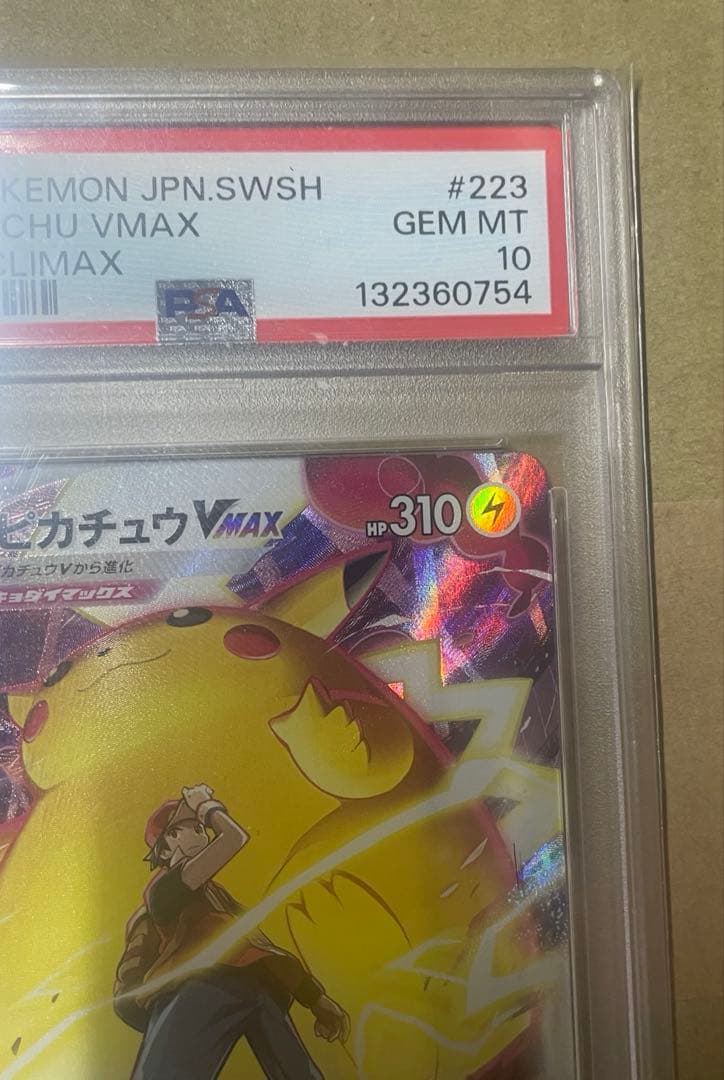 KEMON JPN.SWSH #223
CHU VMAX GEM MT
CLIMAX 10
PSA 132360754
ピカチュウVMAX HP310
カチュウVから進化
キョダイマックス